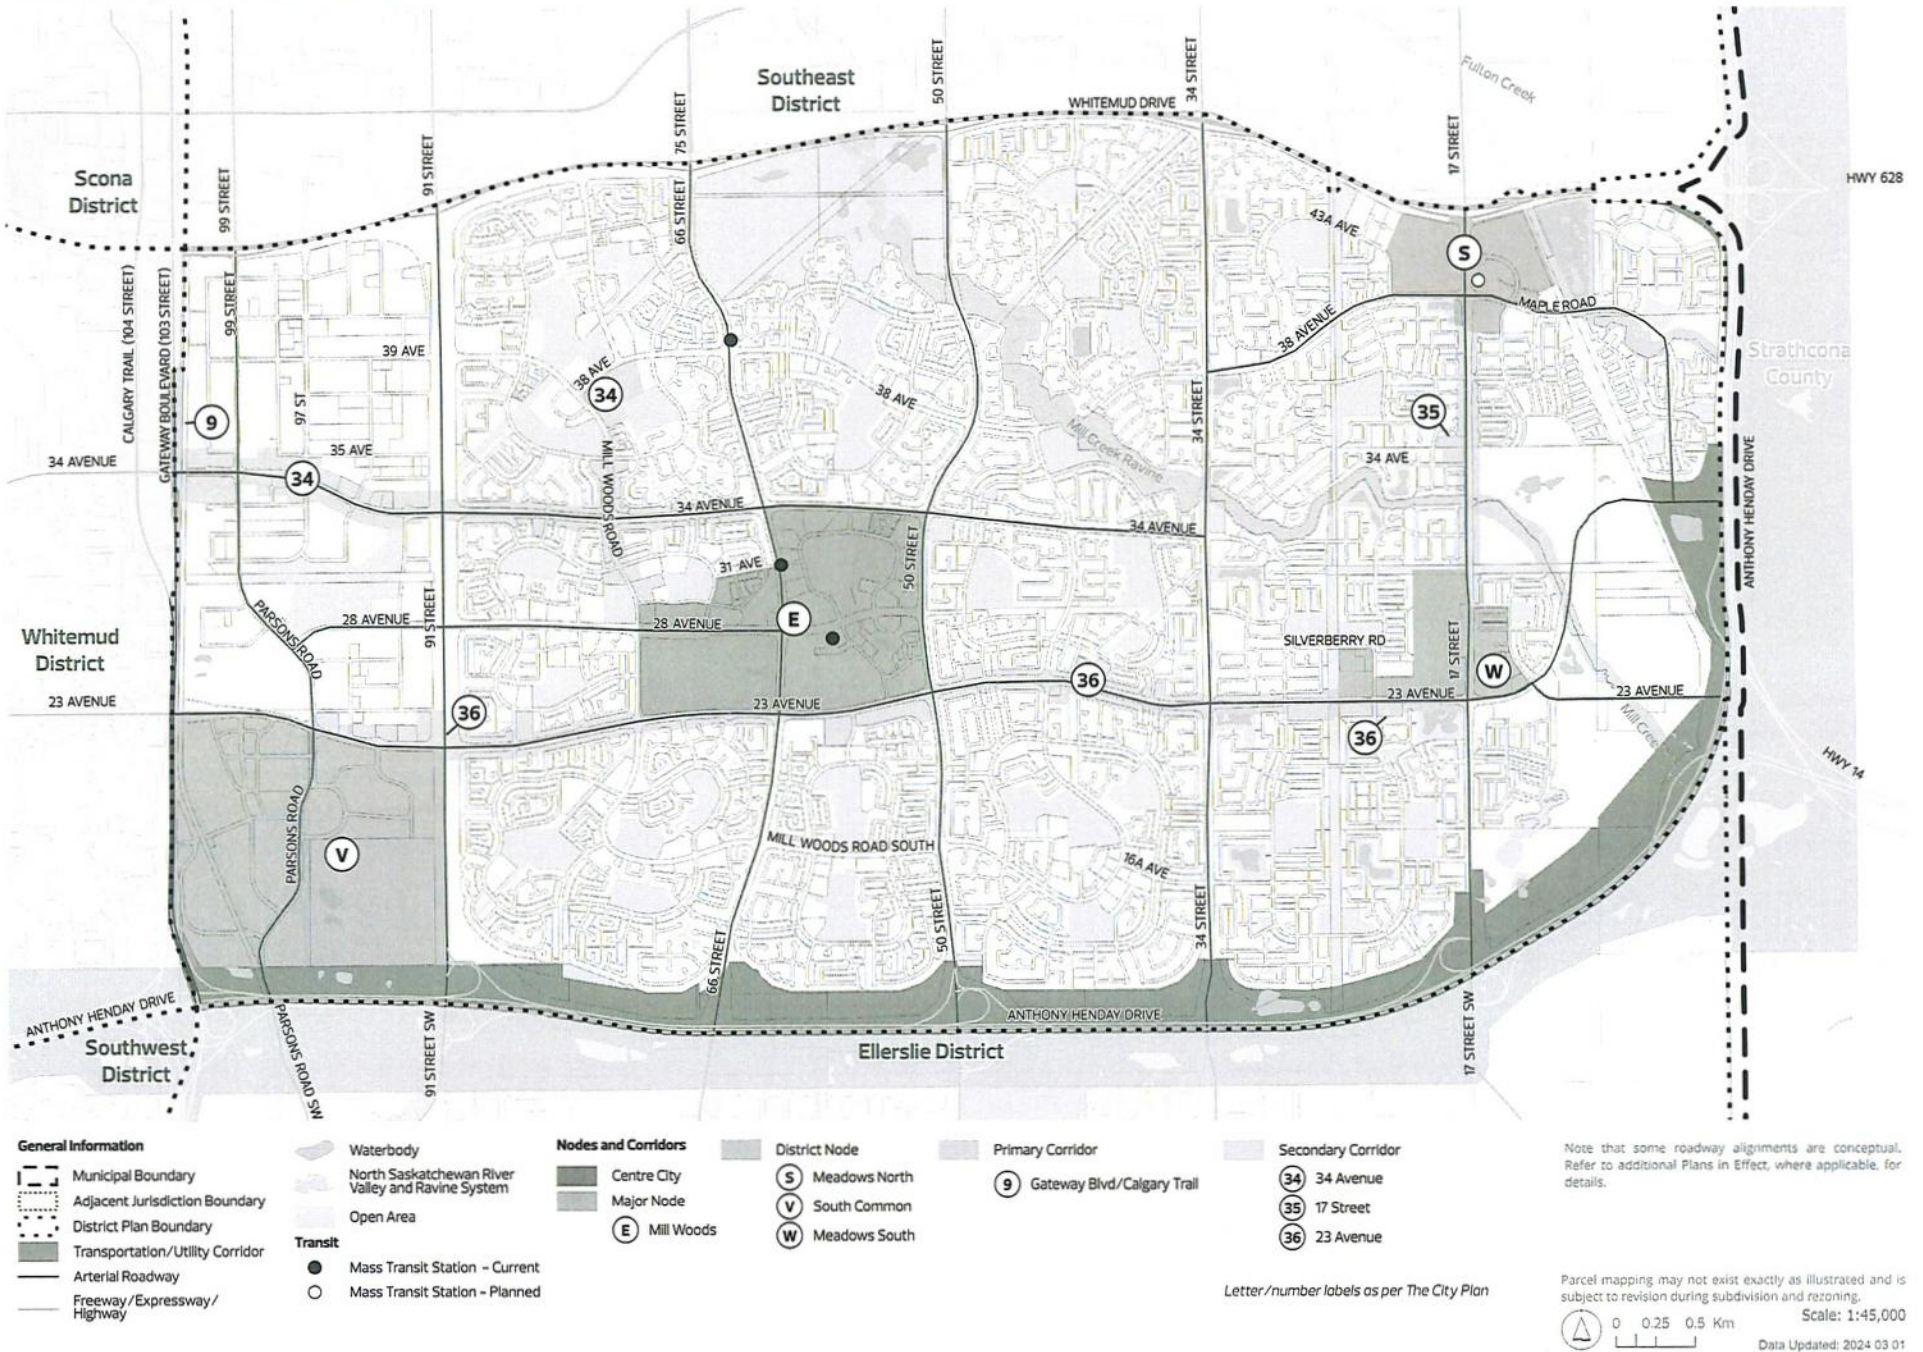 Southeast
District
Scona
District
Whitemud
District
Southwest
District
Ellerslie District
Strathcona
County
Fulton Creek
Mill Creek Ravine
Mill Creek
HWY 628
HWY 14
WHITEMUD DRIVE
50 STREET
34 STREET
75 STREET
66 STREET
91 STREET
99 STREET
17 STREET
99 STREET
CALGARY TRAIL (104 STREET)
GATEWAY BOULEVARD (103 STREET)
97 ST
39 AVE
35 AVE
38 AVE
38 AVE
43A AVE
38 AVENUE
MAPLE ROAD
S
9
34
35
34 AVENUE
34
34 AVENUE
34 AVENUE
34 AVE
34 STREET
MILL WOODS ROAD
31 AVE
50 STREET
ANTHONY HENDAY DRIVE
PARSONS ROAD
28 AVENUE
91 STREET
28 AVENUE
E
SILVERBERRY RD
17 STREET
W
23 AVENUE
36
23 AVENUE
36
23 AVENUE
36
23 AVENUE
PARSONS ROAD
V
MILL WOODS ROAD SOUTH
16A AVE
66 STREET
50 STREET
34 STREET
ANTHONY HENDAY DRIVE
ANTHONY HENDAY DRIVE
PARSONS ROAD SW
91 STREET SW
17 STREET SW
General Information
Municipal Boundary
Adjacent Jurisdiction Boundary
District Plan Boundary
Transportation/Utility Corridor
Arterial Roadway
Freeway/Expressway/
Highway
Waterbody
North Saskatchewan River
Valley and Ravine System
Open Area
Transit
Mass Transit Station - Current
Mass Transit Station - Planned
Nodes and Corridors
Centre City
Major Node
E Mill Woods
District Node
S Meadows North
V South Common
W Meadows South
Primary Corridor
9 Gateway Blvd/Calgary Trail
Secondary Corridor
34 34 Avenue
35 17 Street
36 23 Avenue
Letter/number labels as per The City Plan
Note that some roadway alignments are conceptual.
Refer to additional Plans in Effect, where applicable, for
details.
Parcel mapping may not exist exactly as illustrated and is
subject to revision during subdivision and rezoning.
Scale: 1:45,000
0 0.25 0.5 Km
Data Updated: 2024 03 01